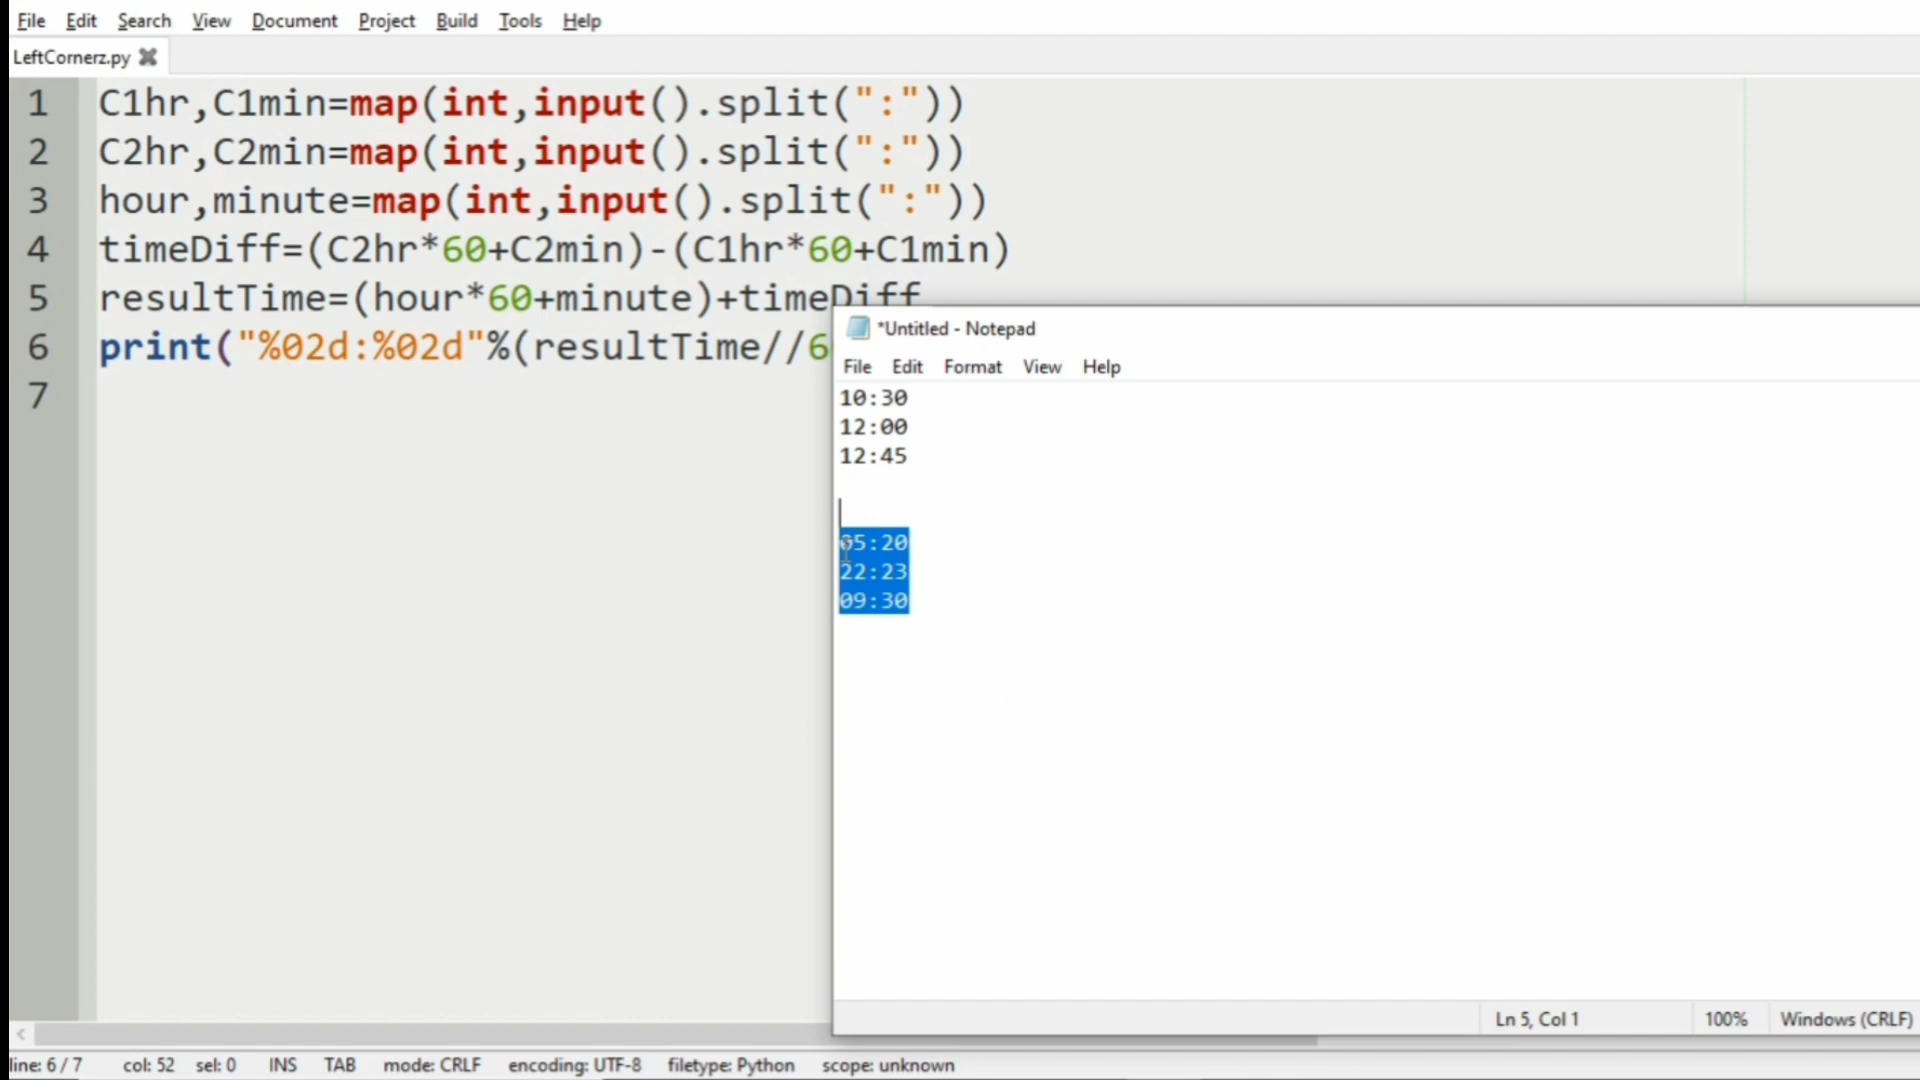 File Edit Search View Document Project Build Tools Help
LeftCornerz.py
1 C1hr,C1min=map(int,input().split(":"))
2 C2hr,C2min=map(int,input().split(":"))
3 hour,minute=map(int,input().split(":"))
4 timeDiff=(C2hr*60+C2min)-(C1hr*60+C1min)
5 resultTime=(hour*60+minute)+timeDiff
6 print("%02d:%02d"%(resultTime//6
7
*Untitled - Notepad
File Edit Format View Help
10:30
12:00
12:45
05:20
22:23
09:30
Ln 5, Col 1 100% Windows (CRLF)
line: 6 / 7 col: 52 sel: 0 INS TAB mode: CRLF encoding: UTF-8 filetype: Python scope: unknown